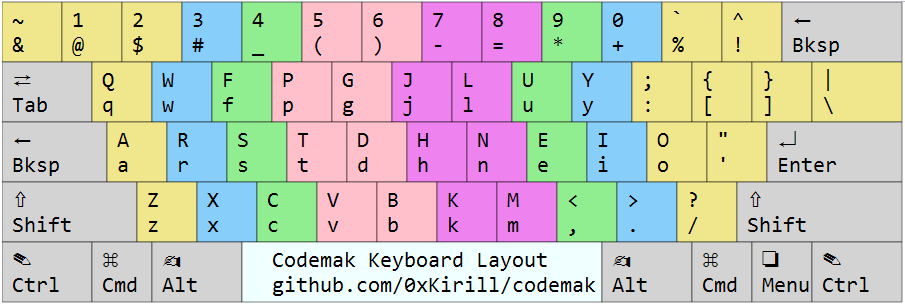 ~ 1 2 3 4 5 6 7 8 9 0 ` ^ ←
& @ $ # _ ( ) - = * + % ! Bksp
⇄ Q W F P G J L U Y ; { } |
Tab q w f p g j l u y : [ ] \
← A R S T D H N E I O " ↵
Bksp a r s t d h n e i o ' Enter
⇧ Z X C V B K M < > ? ⇧
Shift z x c v b k m , . / Shift
✎ ⌘ ✍ Codemak Keyboard Layout ✍ ⌘ ❏ ✎
Ctrl Cmd Alt github.com/0xKirill/codemak Alt Cmd Menu Ctrl